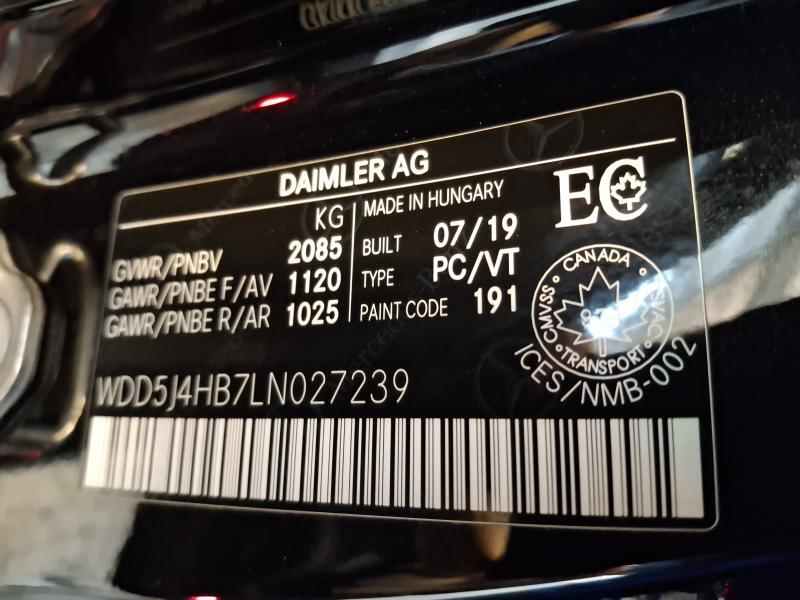 DAIMLER AG
GVWR/PNBV 2085 KG
GAWR/PNBE F/AV 1120
GAWR/PNBE R/AR 1025
MADE IN HUNGARY
BUILT 07/19
TYPE PC/VT
PAINT CODE 191
EC
CANADA
CMVSS
NSVAC
TRANSPORT
ICES/NMB-002
WDD5J4HB7LN027239